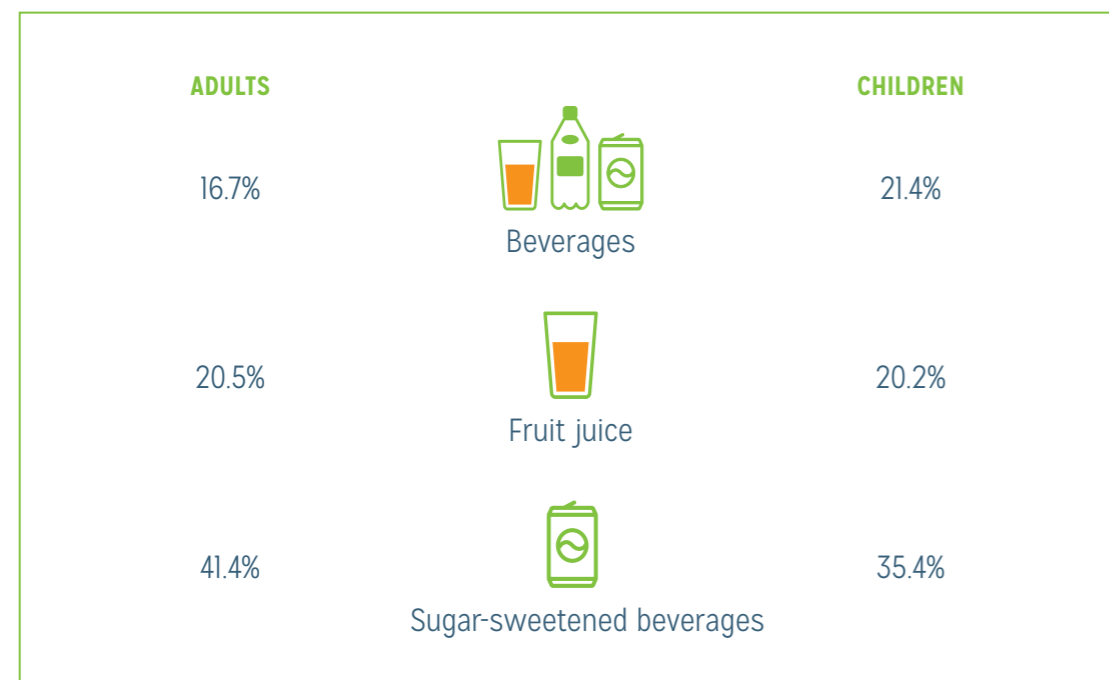 ADULTS
CHILDREN
16.7%
21.4%
Beverages
20.5%
20.2%
Fruit juice
41.4%
35.4%
Sugar-sweetened beverages